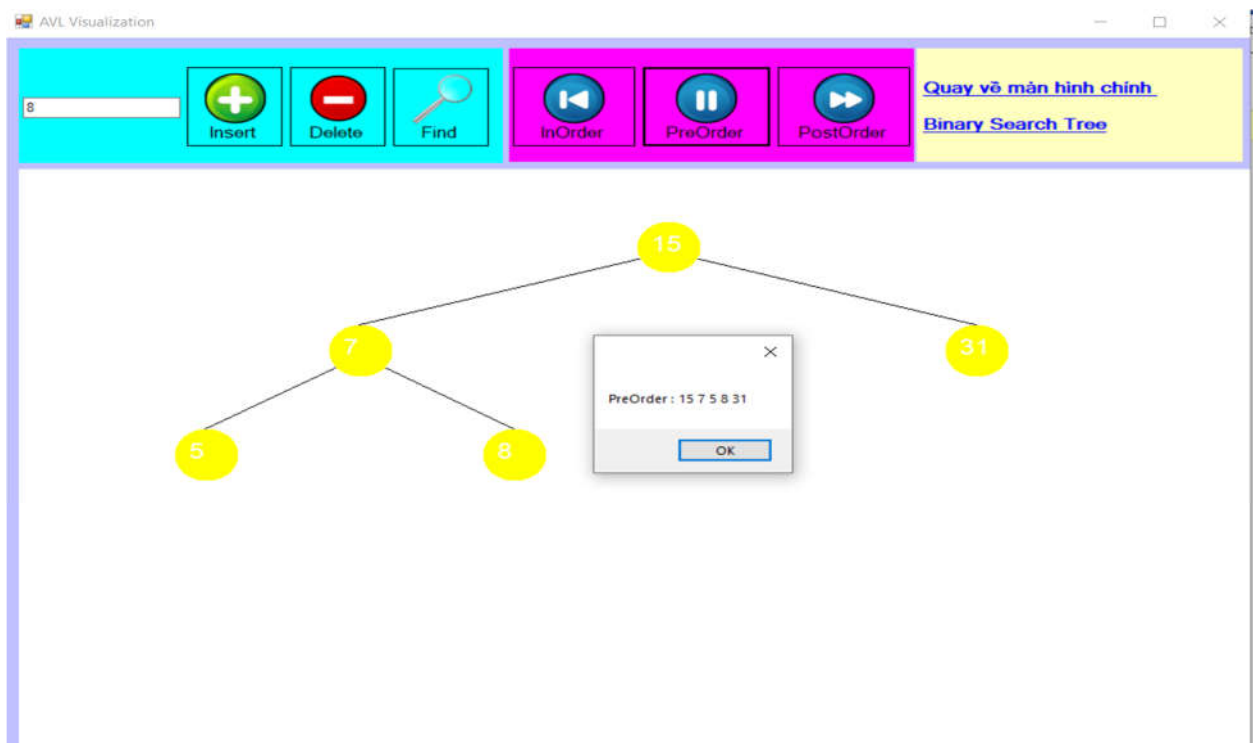 AVL Visualization
8
Insert
Delete
Find
InOrder
PreOrder
PostOrder
Quay về màn hình chính
Binary Search Tree
15
7
31
PreOrder : 15 7 5 8 31
OK
5
8